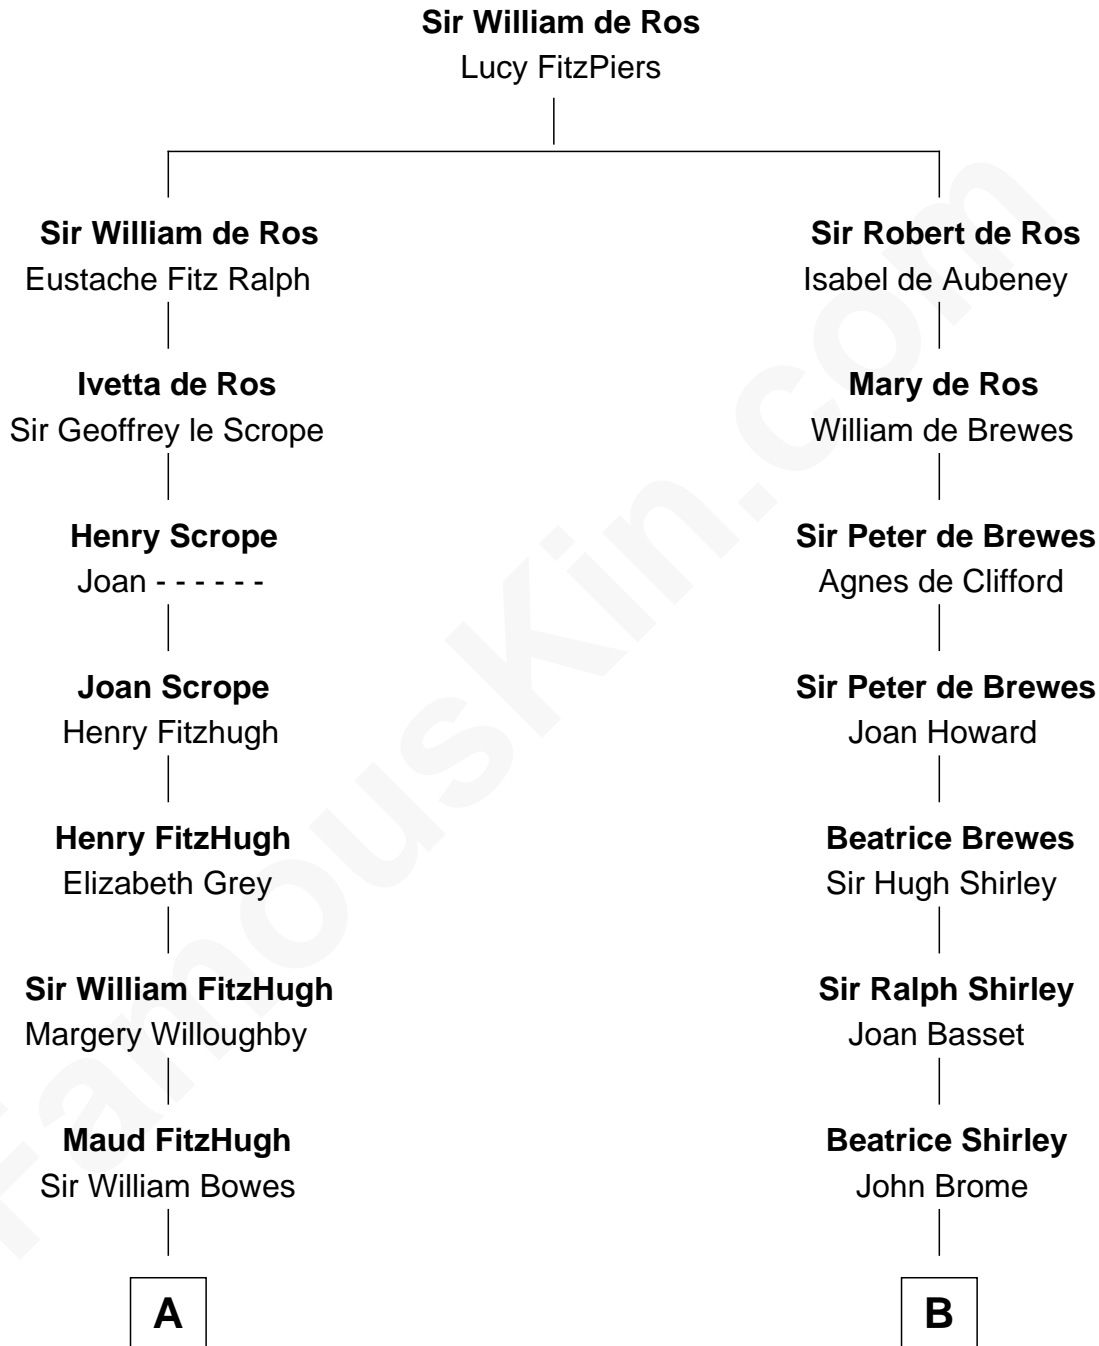 Sir William de Ros
Lucy FitzPiers
Sir William de Ros
Eustache Fitz Ralph
Sir Robert de Ros
Isabel de Aubeney
Ivetta de Ros
Sir Geoffrey le Scrope
Mary de Ros
William de Brewes
Henry Scrope
Joan - - - - - -
Sir Peter de Brewes
Agnes de Clifford
Joan Scrope
Henry Fitzhugh
Sir Peter de Brewes
Joan Howard
Henry FitzHugh
Elizabeth Grey
Beatrice Brewes
Sir Hugh Shirley
Sir William FitzHugh
Margery Willoughby
Sir Ralph Shirley
Joan Basset
Maud FitzHugh
Sir William Bowes
Beatrice Shirley
John Brome
A
B
FamousKin.com